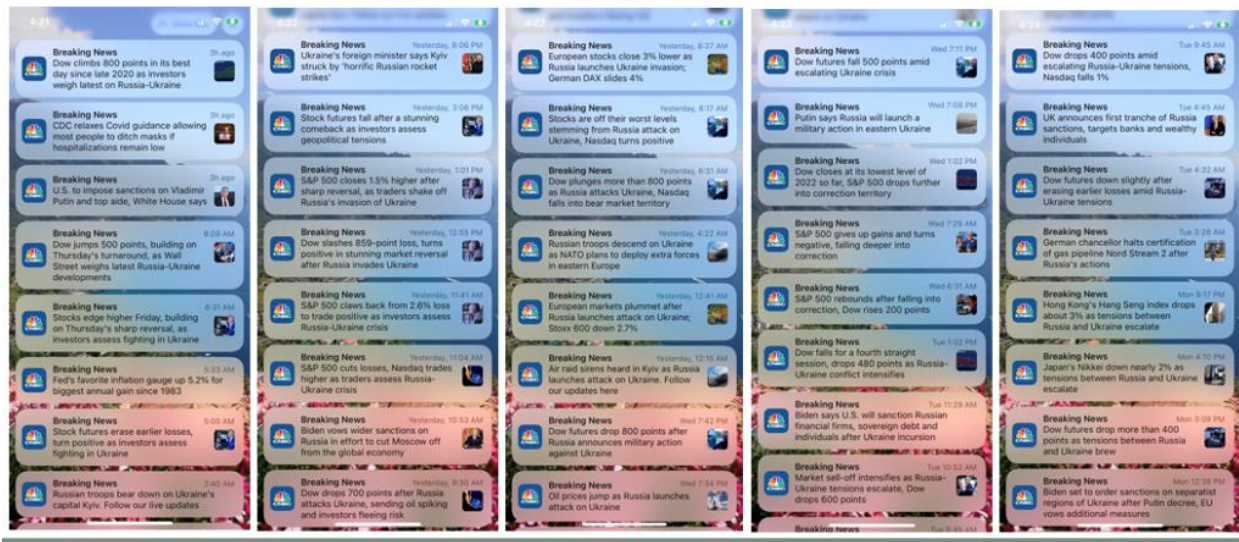 4:21
Breaking News 3h ago
Dow climbs 800 points in its best
day since late 2020 as investors
weigh latest on Russia-Ukraine
Breaking News 3h ago
CDC relaxes Covid guidance allowing
most people to ditch masks if
hospitalizations remain low
Breaking News 3h ago
U.S. to impose sanctions on Vladimir
Putin and top aide, White House says
Breaking News 8:09 AM
Dow jumps 500 points, building on
Thursday's turnaround, as Wall
Street weighs latest Russia-Ukraine
developments
Breaking News 6:31 AM
Stocks edge higher Friday, building
on Thursday's sharp reversal, as
investors assess fighting in Ukraine
Breaking News 5:33 AM
Fed's favorite inflation gauge up 5.2% for
biggest annual gain since 1983
Breaking News 5:00 AM
Stock futures erase earlier losses,
turn positive as investors assess
fighting in Ukraine
Breaking News 2:40 AM
Russian troops bear down on Ukraine's
capital Kyiv. Follow our live updates
4:22
Breaking News Yesterday, 8:06 PM
Ukraine's foreign minister says Kyiv
struck by 'horrific Russian rocket
strikes'
Breaking News Yesterday, 3:06 PM
Stock futures fall after a stunning
comeback as investors assess
geopolitical tensions
Breaking News Yesterday, 1:01 PM
S&P 500 closes 1.5% higher after
sharp reversal, as traders shake off
Russia's invasion of Ukraine
Breaking News Yesterday, 12:55 PM
Dow slashes 859-point loss, turns
positive in stunning market reversal
after Russia invades Ukraine
Breaking News Yesterday, 11:41 AM
S&P 500 claws back from 2.6% loss
to trade positive as investors assess
Russia-Ukraine crisis
Breaking News Yesterday, 11:04 AM
S&P 500 cuts losses, Nasdaq trades
higher as traders assess Russia-
Ukraine crisis
Breaking News Yesterday, 10:53 AM
Biden vows wider sanctions on
Russia in effort to cut Moscow off
from the global economy
Breaking News Yesterday, 9:30 AM
Dow drops 700 points after Russia
attacks Ukraine, sending oil spiking
and investors fleeing risk
4:22
Breaking News Yesterday, 8:37 AM
European stocks close 3% lower as
Russia launches Ukraine invasion;
German DAX slides 4%
Breaking News Yesterday, 8:17 AM
Stocks are off their worst levels
stemming from Russia attack on
Ukraine, Nasdaq turns positive
Breaking News Yesterday, 6:31 AM
Dow plunges more than 800 points
as Russia attacks Ukraine, Nasdaq
falls into bear market territory
Breaking News Yesterday, 4:22 AM
Russian troops descend on Ukraine
as NATO plans to deploy extra forces
in eastern Europe
Breaking News Yesterday, 12:41 AM
European markets plummet after
Russia launches attack on Ukraine;
Stoxx 600 down 2.7%
Breaking News Yesterday, 12:15 AM
Air raid sirens heard in Kyiv as Russia
launches attack on Ukraine. Follow
our updates here
Breaking News Wed 7:42 PM
Dow futures drop 800 points after
Russia announces military action
against Ukraine
Breaking News Wed 7:34 PM
Oil prices jump as Russia launches
attack on Ukraine
4:23
Breaking News Wed 7:11 PM
Dow futures fall 500 points amid
escalating Ukraine crisis
Breaking News Wed 7:08 PM
Putin says Russia will launch a
military action in eastern Ukraine
Breaking News Wed 1:02 PM
Dow closes at its lowest level of
2022 so far, S&P 500 drops further
into correction territory
Breaking News Wed 7:29 AM
S&P 500 gives up gains and turns
negative, falling deeper into
correction
Breaking News Wed 6:31 AM
S&P 500 rebounds after falling into
correction, Dow rises 200 points
Breaking News Tue 1:02 PM
Dow falls for a fourth straight
session, drops 480 points as Russia-
Ukraine conflict intensifies
Breaking News Tue 11:29 AM
Biden says U.S. will sanction Russian
financial firms, sovereign debt and
individuals after Ukraine incursion
Breaking News Tue 10:52 AM
Market sell-off intensifies as Russia-
Ukraine tensions escalate, Dow
drops 600 points
Breaking News Tue 9:45 AM
4:24
Breaking News Tue 9:45 AM
Dow drops 400 points amid
escalating Russia-Ukraine tensions,
Nasdaq falls 1%
Breaking News Tue 4:45 AM
UK announces first tranche of Russia
sanctions, targets banks and wealthy
individuals
Breaking News Tue 4:32 AM
Dow futures down slightly after
erasing earlier losses amid Russia-
Ukraine tensions
Breaking News Tue 3:26 AM
German chancellor halts certification
of gas pipeline Nord Stream 2 after
Russia's actions
Breaking News Mon 9:17 PM
Hong Kong's Hang Seng index drops
about 3% as tensions between
Russia and Ukraine escalate
Breaking News Mon 4:10 PM
Japan's Nikkei down nearly 2% as
tensions between Russia and Ukraine
escalate
Breaking News Mon 3:09 PM
Dow futures drop more than 400
points as tensions between Russia
and Ukraine brew
Breaking News Mon 12:38 PM
Biden set to order sanctions on separatist
regions of Ukraine after Putin decree, EU
vows additional measures